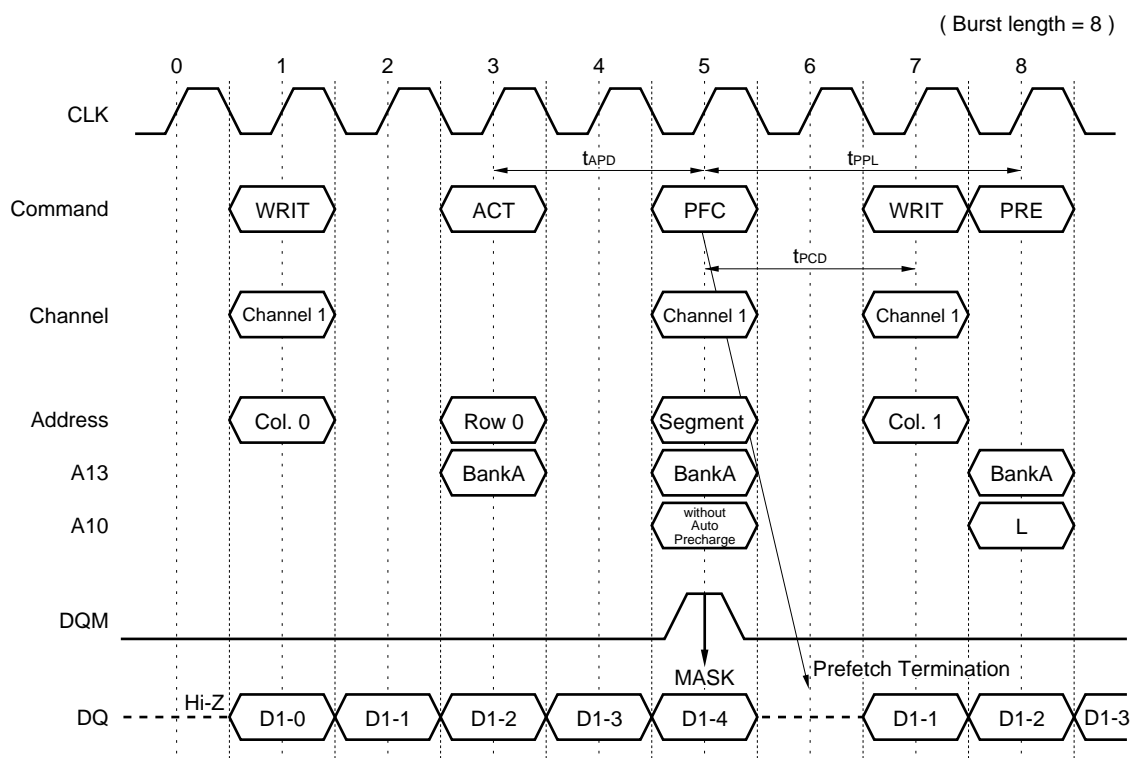 ( Burst length = 8 )
0 1 2 3 4 5 6 7 8
CLK
tAPD tPPL
Command WRIT ACT PFC WRIT PRE
tPCD
Channel Channel 1 Channel 1 Channel 1
Address Col. 0 Row 0 Segment Col. 1
A13 BankA BankA BankA
A10 without Auto Precharge L
DQM
MASK Prefetch Termination
Hi-Z
DQ D1-0 D1-1 D1-2 D1-3 D1-4 D1-1 D1-2 D1-3